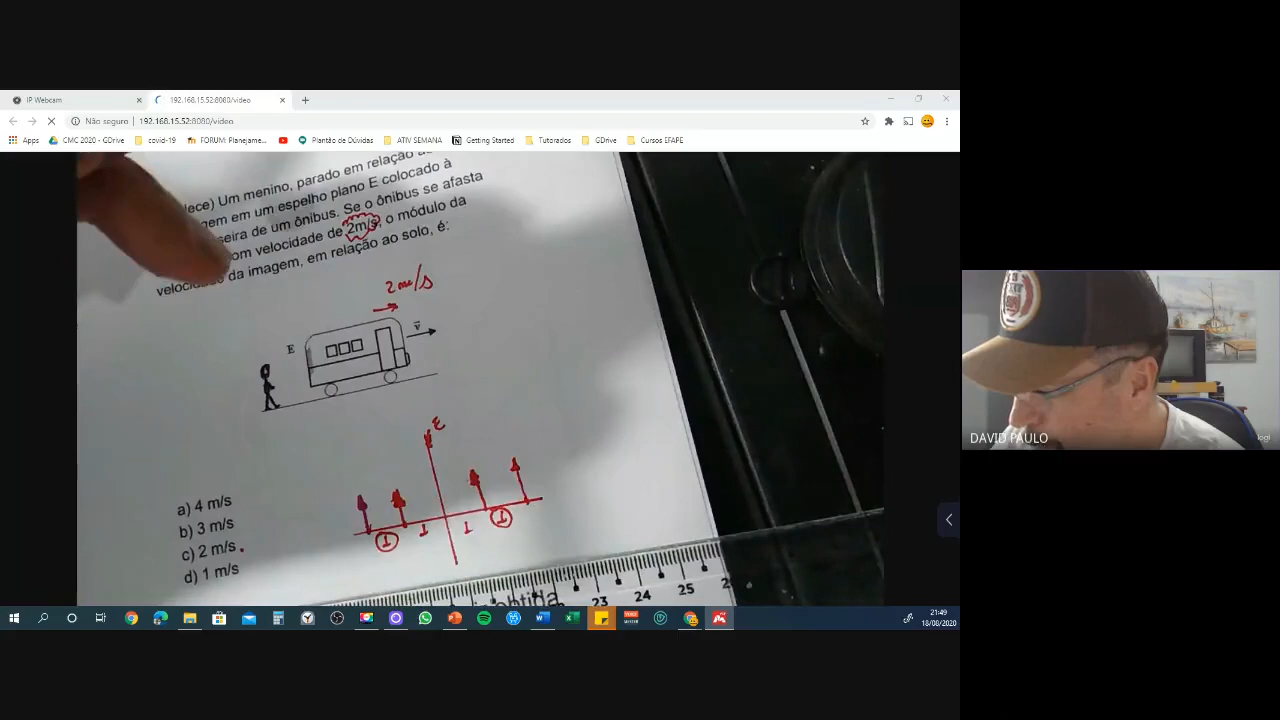 IP Webcam
192.168.15.52:8080/video
Não seguro
192.168.15.52:8080/video
Apps
CMC 2020 - GDrive
covid-19
FORUM: Planejame...
Plantão de Dúvidas
ATIV SEMANA
Getting Started
Tutorados
GDrive
Cursos EFAPE
Um menino, parado em relação
em um espelho plano E colocado à
de um ônibus. Se o ônibus se afasta
com velocidade de 2m/s, o módulo da
velocidade da imagem, em relação ao solo, é:
2 m/s
E
v
E
1 1 1 1
a) 4 m/s
b) 3 m/s
c) 2 m/s
d) 1 m/s
23 24 25
DAVID PAULO
logi
21:49
18/08/2020